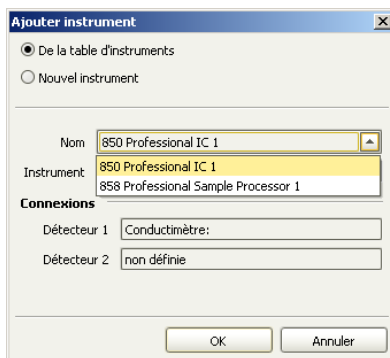 Ajouter instrument
De la table d'instruments
Nouvel instrument
Nom 850 Professional IC 1
850 Professional IC 1
Instrument
858 Professional Sample Processor 1
Connexions
Détecteur 1 Conductimètre:
Détecteur 2 non définie
OK Annuler